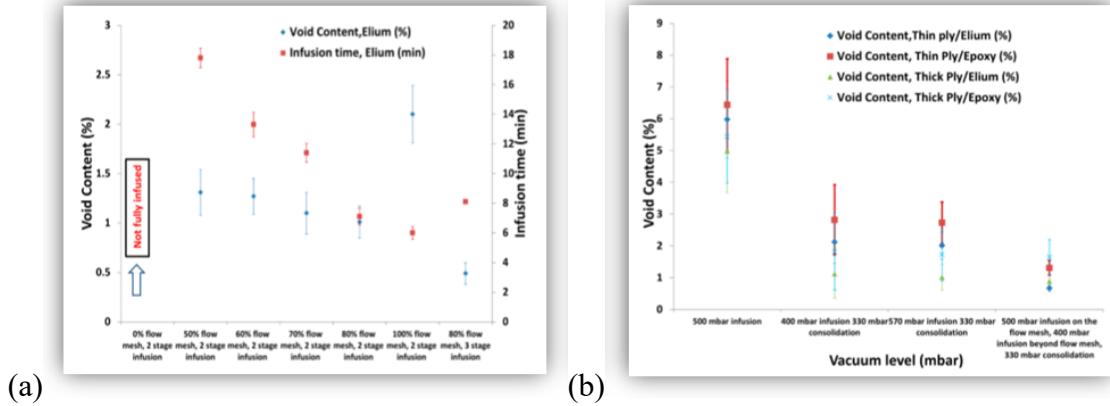 3
2.5
2
1.5
1
0.5
0
Void Content (%)
Void Content,Elium (%)
Infusion time, Elium (min)
Not fully infused
20
18
16
14
12
10
8
6
4
2
0
Infusion time (min)
0% flow
mesh, 2 stage
infusion
50% flow
mesh, 2 stage
infusion
60% flow
mesh, 2 stage
infusion
70% flow
mesh, 2 stage
infusion
80% flow
mesh, 2 stage
infusion
100% flow
mesh, 2 stage
infusion
80% flow
mesh, 3 stage
infusion
(a)
9
8
7
6
5
4
3
2
1
0
Void Content (%)
Void Content,Thin ply/Elium (%)
Void Content, Thin Ply/Epoxy (%)
Void Content, Thick Ply/Elium (%)
Void Content, Thick Ply/Epoxy (%)
500 mbar infusion
400 mbar infusion 330 mbar
consolidation
570 mbar infusion 330 mbar
consolidation
500 mbar infusion on the
flow mesh, 400 mbar
infusion beyond flow mesh,
330 mbar consolidation
Vacuum level (mbar)
(b)